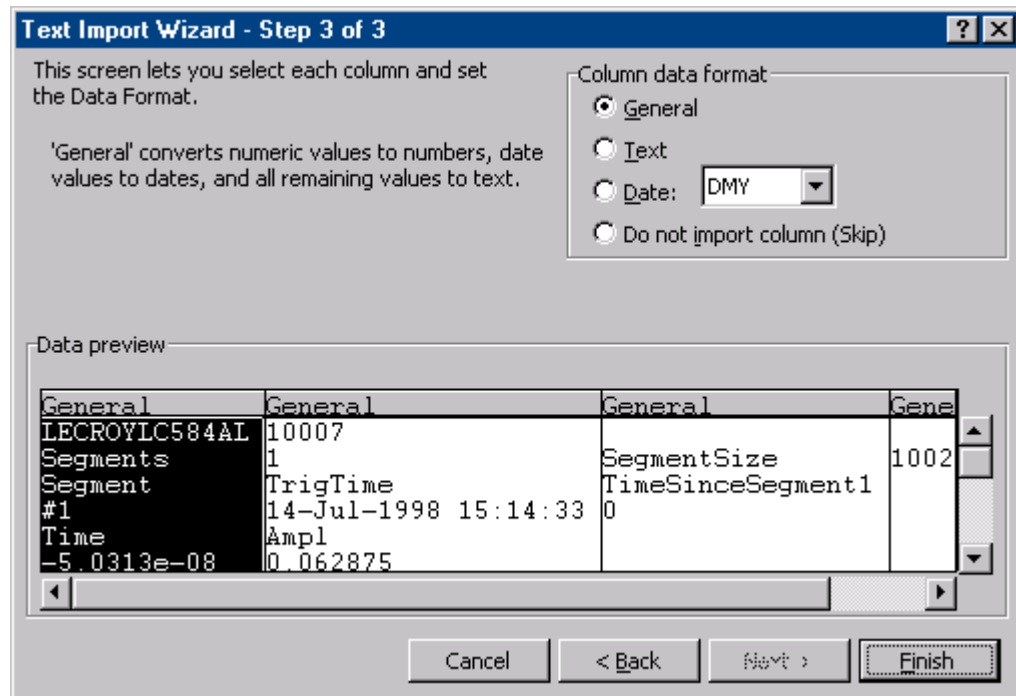 Text Import Wizard - Step 3 of 3
This screen lets you select each column and set
the Data Format.
'General' converts numeric values to numbers, date
values to dates, and all remaining values to text.
Column data format
General
Text
Date: DMY
Do not import column (Skip)
Data preview
General General General Gene
LECROYLC584AL 10007
Segments 1 SegmentSize 1002
Segment TrigTime TimeSinceSegment1
#1 14-Jul-1998 15:14:33 0
Time Ampl
-5.0313e-08 0.062875
Cancel < Back Next > Finish